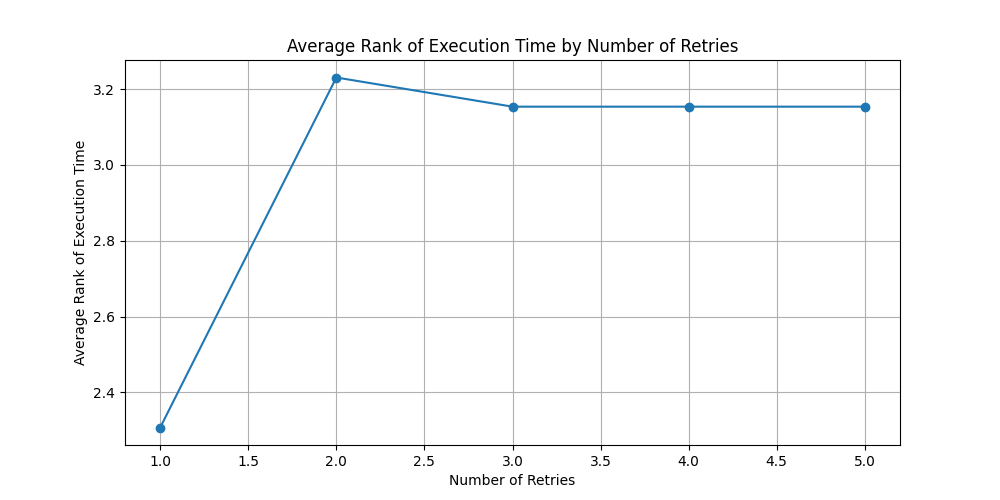 Average Rank of Execution Time by Number of Retries
Average Rank of Execution Time
3.2
3.0
2.8
2.6
2.4
1.0 1.5 2.0 2.5 3.0 3.5 4.0 4.5 5.0
Number of Retries